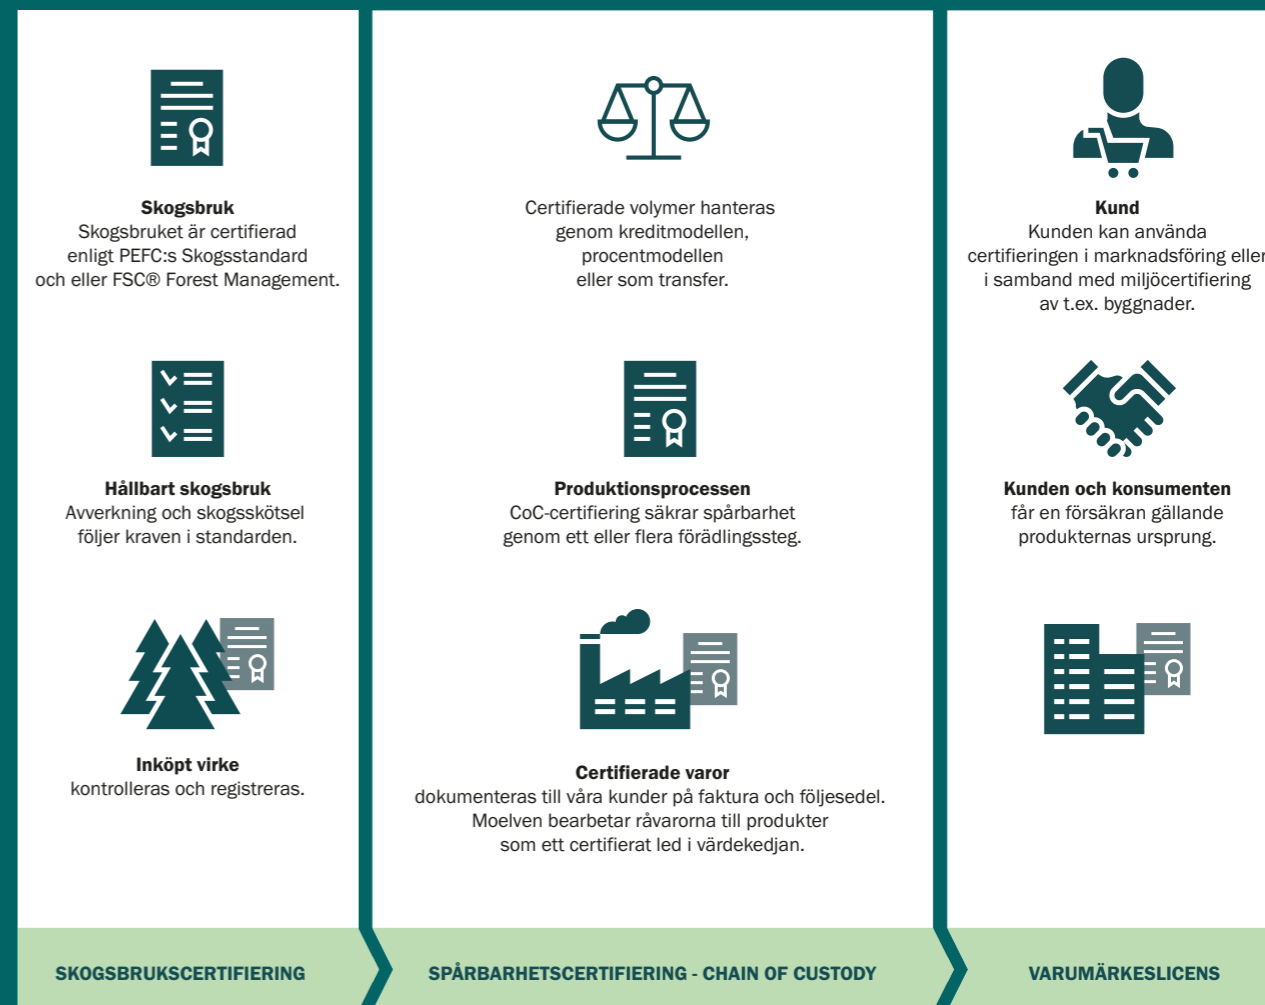 Skogsbruk
Skogsbruket är certifierad
enligt PEFC:s Skogsstandard
och eller FSC® Forest Management.
Hållbart skogsbruk
Avverkning och skogsskötsel
följer kraven i standarden.
Inköpt virke
kontrolleras och registreras.
SKOGSBRUKSCERTIFIERING
Certifierade volymer hanteras
genom kreditmodellen,
procentmodellen
eller som transfer.
Produktionsprocessen
CoC-certifiering säkrar spårbarhet
genom ett eller flera förädlingssteg.
Certifierade varor
dokumenteras till våra kunder på faktura och följesedel.
Moelven bearbetar råvarorna till produkter
som ett certifierat led i värdekedjan.
SPÅRBARHETSCERTIFIERING - CHAIN OF CUSTODY
Kund
Kunden kan använda
certifieringen i marknadsföring eller
i samband med miljöcertifiering
av t.ex. byggnader.
Kunden och konsumenten
får en försäkran gällande
produkternas ursprung.
VARUMÄRKESLICENS